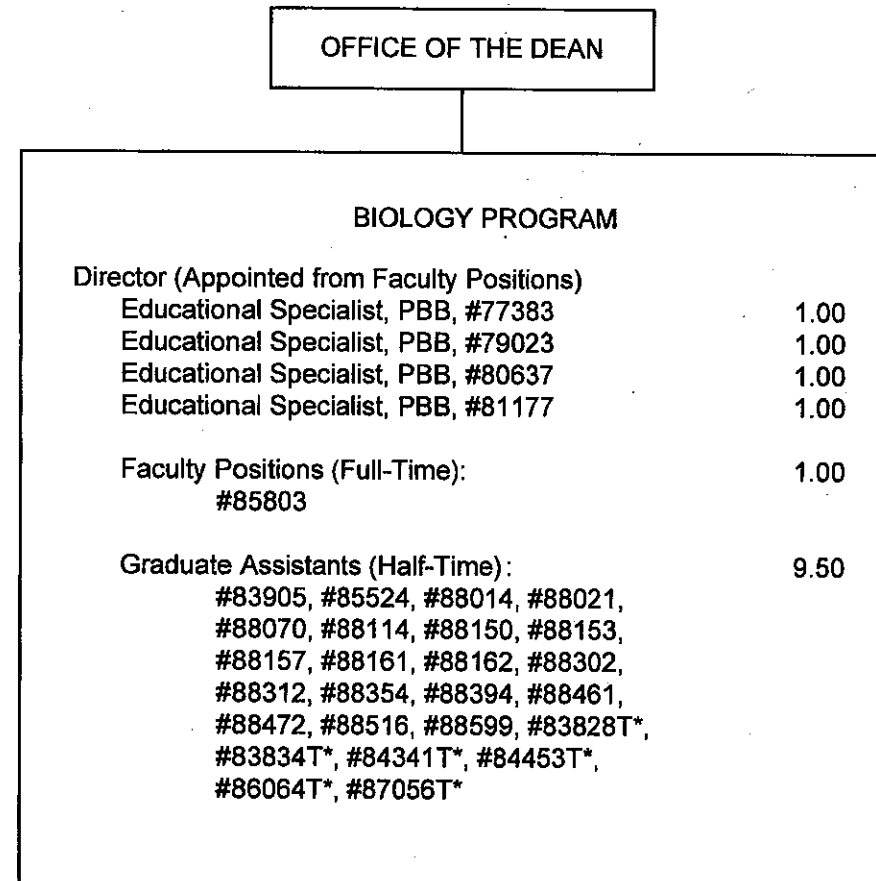 OFFICE OF THE DEAN
BIOLOGY PROGRAM
Director (Appointed from Faculty Positions)
Educational Specialist, PBB, #77383 1.00
Educational Specialist, PBB, #79023 1.00
Educational Specialist, PBB, #80637 1.00
Educational Specialist, PBB, #81177 1.00
Faculty Positions (Full-Time): 1.00
#85803
Graduate Assistants (Half-Time): 9.50
#83905, #85524, #88014, #88021,
#88070, #88114, #88150, #88153,
#88157, #88161, #88162, #88302,
#88312, #88354, #88394, #88461,
#88472, #88516, #88599, #83828T*,
#83834T*, #84341T*, #84453T*,
#86064T*, #87056T*